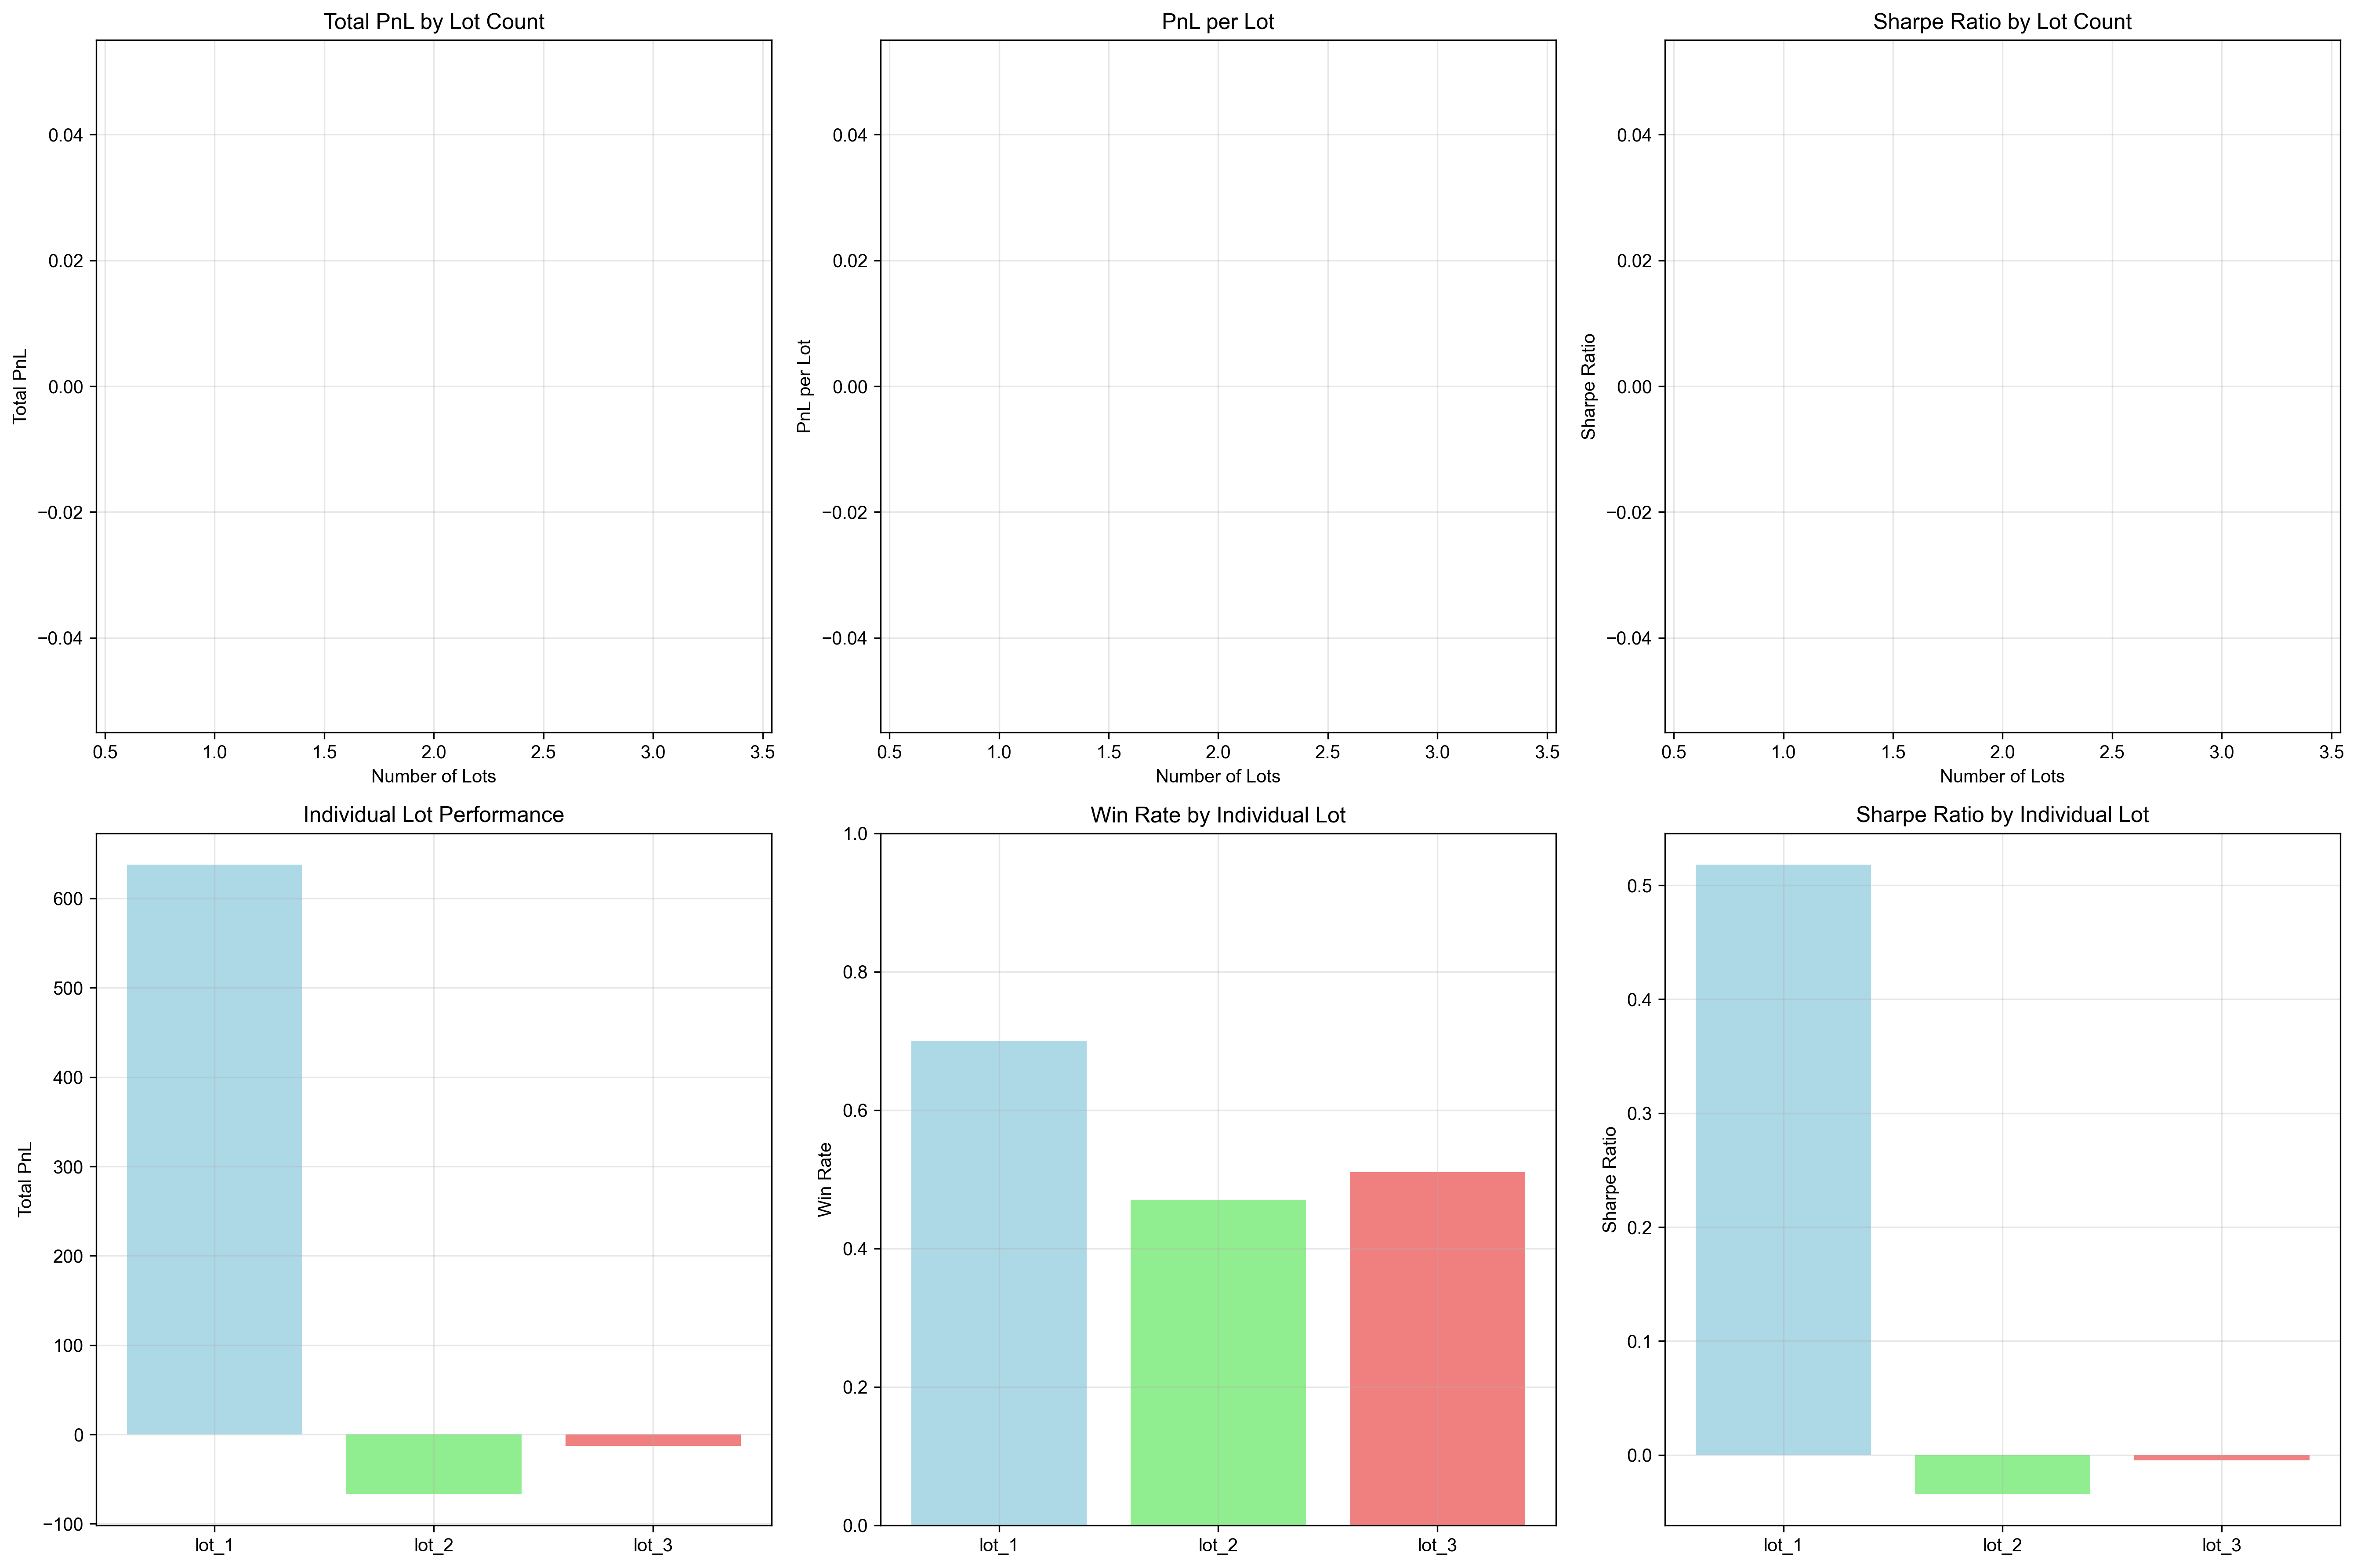 Total PnL by Lot Count
Total PnL
0.04
0.02
0.00
−0.02
−0.04
0.5 1.0 1.5 2.0 2.5 3.0 3.5
Number of Lots
PnL per Lot
PnL per Lot
0.04
0.02
0.00
−0.02
−0.04
0.5 1.0 1.5 2.0 2.5 3.0 3.5
Number of Lots
Sharpe Ratio by Lot Count
Sharpe Ratio
0.04
0.02
0.00
−0.02
−0.04
0.5 1.0 1.5 2.0 2.5 3.0 3.5
Number of Lots
Individual Lot Performance
Total PnL
600
500
400
300
200
100
0
−100
lot_1 lot_2 lot_3
Win Rate by Individual Lot
Win Rate
1.0
0.8
0.6
0.4
0.2
0.0
lot_1 lot_2 lot_3
Sharpe Ratio by Individual Lot
Sharpe Ratio
0.5
0.4
0.3
0.2
0.1
0.0
lot_1 lot_2 lot_3